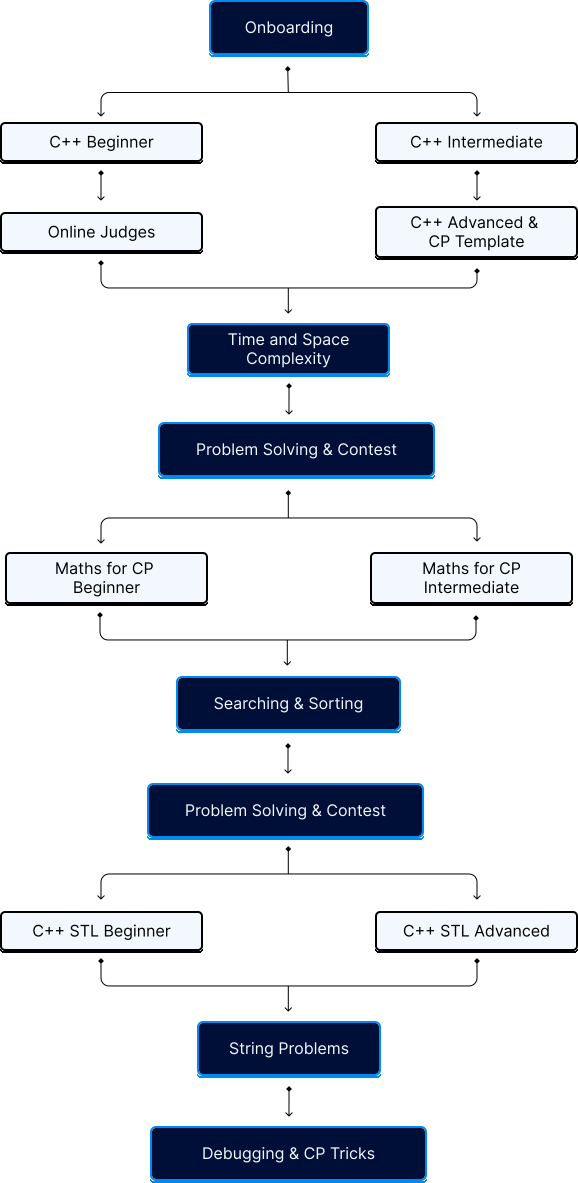 Onboarding
C++ Beginner
C++ Intermediate
Online Judges
C++ Advanced &
CP Template
Time and Space
Complexity
Problem Solving & Contest
Maths for CP
Beginner
Maths for CP
Intermediate
Searching & Sorting
Problem Solving & Contest
C++ STL Beginner
C++ STL Advanced
String Problems
Debugging & CP Tricks